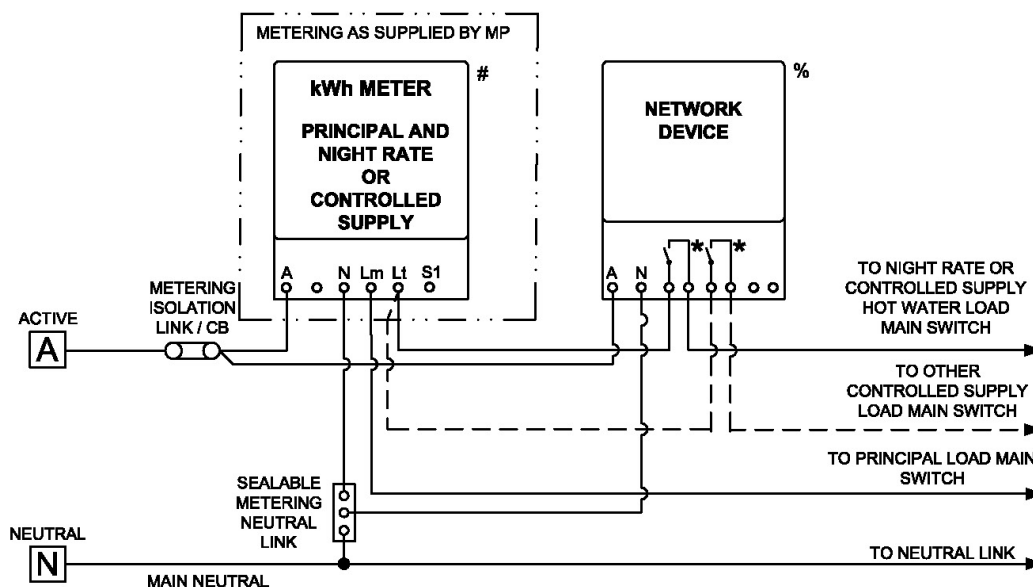 METERING AS SUPPLIED BY MP
kWh METER
PRINCIPAL AND
NIGHT RATE
OR
CONTROLLED
SUPPLY
#
A N Lm Lt S1
NETWORK
DEVICE
%
* *
A N
METERING
ISOLATION
LINK / CB
ACTIVE
A
TO NIGHT RATE OR
CONTROLLED SUPPLY
HOT WATER LOAD
MAIN SWITCH
TO OTHER
CONTROLLED SUPPLY
LOAD MAIN SWITCH
TO PRINCIPAL LOAD MAIN
SWITCH
SEALABLE
METERING
NEUTRAL
LINK
NEUTRAL
N
MAIN NEUTRAL
TO NEUTRAL LINK